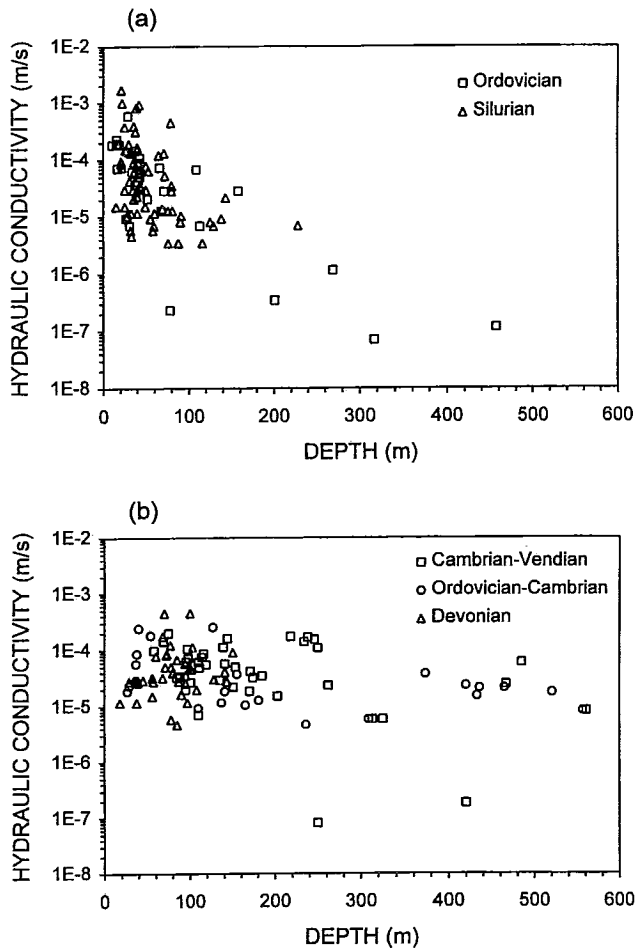 (a)
HYDRAULIC CONDUCTIVITY (m/s)
1E-2
1E-3
1E-4
1E-5
1E-6
1E-7
1E-8
Ordovician
Silurian
0 100 200 300 400 500 600
DEPTH (m)
(b)
HYDRAULIC CONDUCTIVITY (m/s)
1E-2
1E-3
1E-4
1E-5
1E-6
1E-7
1E-8
Cambrian-Vendian
Ordovician-Cambrian
Devonian
0 100 200 300 400 500 600
DEPTH (m)